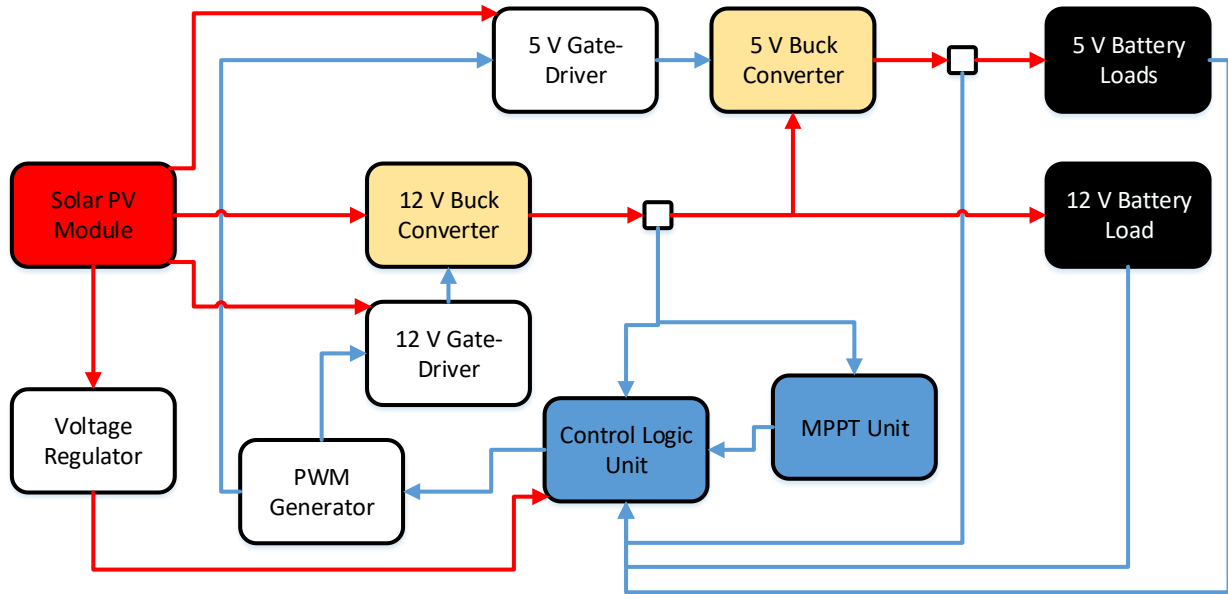 5 V Gate-
Driver
5 V Buck
Converter
5 V Battery
Loads
Solar PV
Module
12 V Buck
Converter
12 V Battery
Load
12 V Gate-
Driver
Voltage
Regulator
PWM
Generator
Control Logic
Unit
MPPT Unit